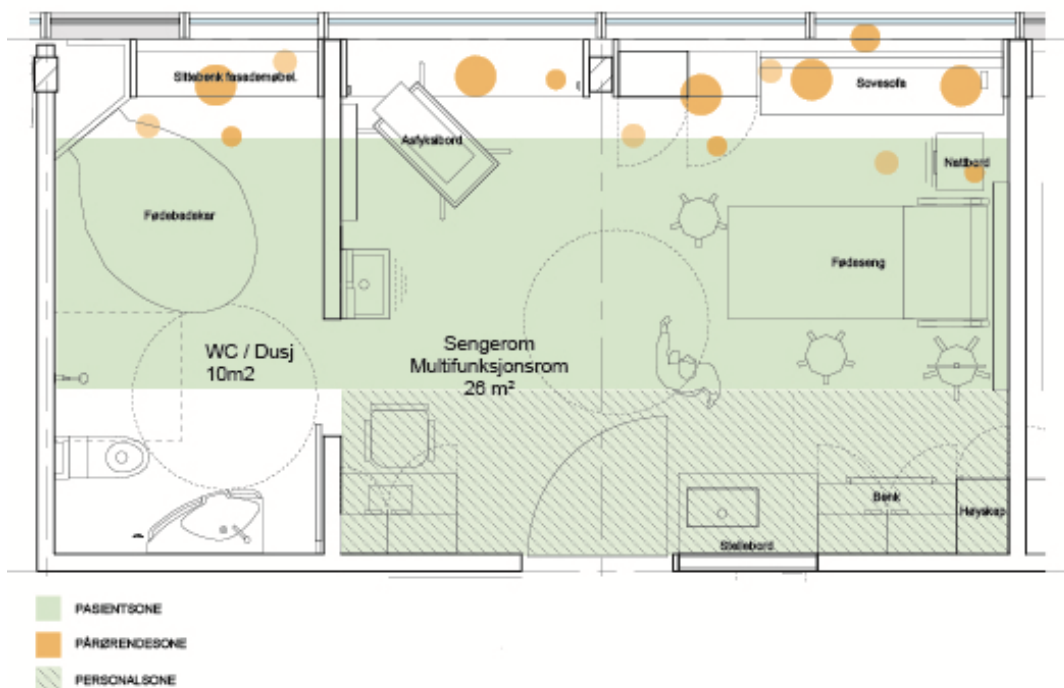 Sittebenk fasademøbel.
Sovesofa
Asfyksibord
Nattbord
Fødebadekar
Fødeseng
WC / Dusj
10m2
Sengerom
Multifunksjonsrom
26 m²
Benk
Høyskap
Stellebord
PASIENTSONE
PÅRØRENDESONE
PERSONALSONE